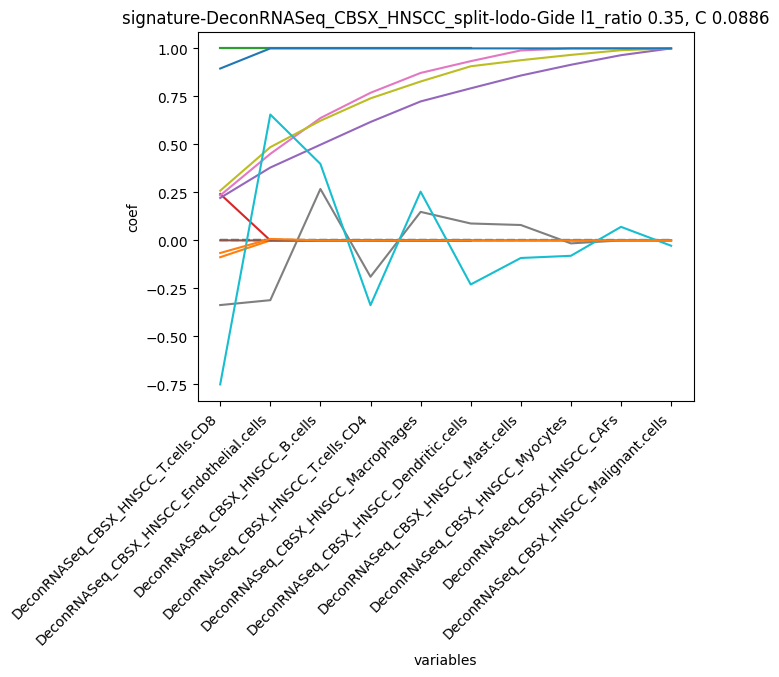 signature-DeconRNASeq_CBSX_HNSCC_split-lodo-Gide l1_ratio 0.35, C 0.0886
coef
1.00
0.75
0.50
0.25
0.00
−0.25
−0.50
−0.75
DeconRNASeq_CBSX_HNSCC_T.cells.CD8
DeconRNASeq_CBSX_HNSCC_Endothelial.cells
DeconRNASeq_CBSX_HNSCC_B.cells
DeconRNASeq_CBSX_HNSCC_T.cells.CD4
DeconRNASeq_CBSX_HNSCC_Macrophages
DeconRNASeq_CBSX_HNSCC_Dendritic.cells
DeconRNASeq_CBSX_HNSCC_Mast.cells
DeconRNASeq_CBSX_HNSCC_Myocytes
DeconRNASeq_CBSX_HNSCC_CAFs
DeconRNASeq_CBSX_HNSCC_Malignant.cells
variables